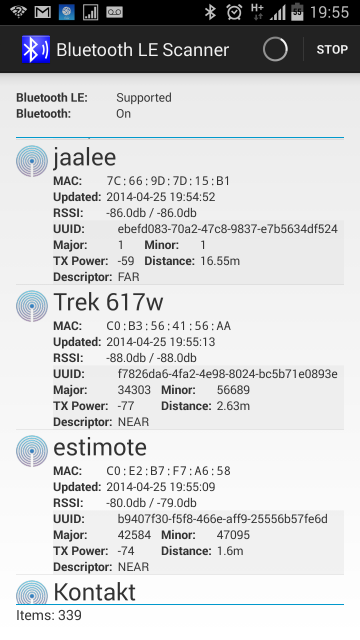 H+
19:55
Bluetooth LE Scanner
STOP
Bluetooth LE: Supported
Bluetooth: On
jaalee
MAC: 7C:66:9D:7D:15:B1
Updated: 2014-04-25 19:54:52
RSSI: -86.0db / -86.0db
UUID: ebefd083-70a2-47c8-9837-e7b5634df524
Major: 1 Minor: 1
TX Power: -59 Distance: 16.55m
Descriptor: FAR
Trek 617w
MAC: C0:B3:56:41:56:AA
Updated: 2014-04-25 19:55:13
RSSI: -88.0db / -88.0db
UUID: f7826da6-4fa2-4e98-8024-bc5b71e0893e
Major: 34303 Minor: 56689
TX Power: -77 Distance: 2.63m
Descriptor: NEAR
estimote
MAC: C0:E2:B7:F7:A6:58
Updated: 2014-04-25 19:55:09
RSSI: -80.0db / -79.0db
UUID: b9407f30-f5f8-466e-aff9-25556b57fe6d
Major: 42584 Minor: 47095
TX Power: -74 Distance: 1.6m
Descriptor: NEAR
Kontakt
Items: 339